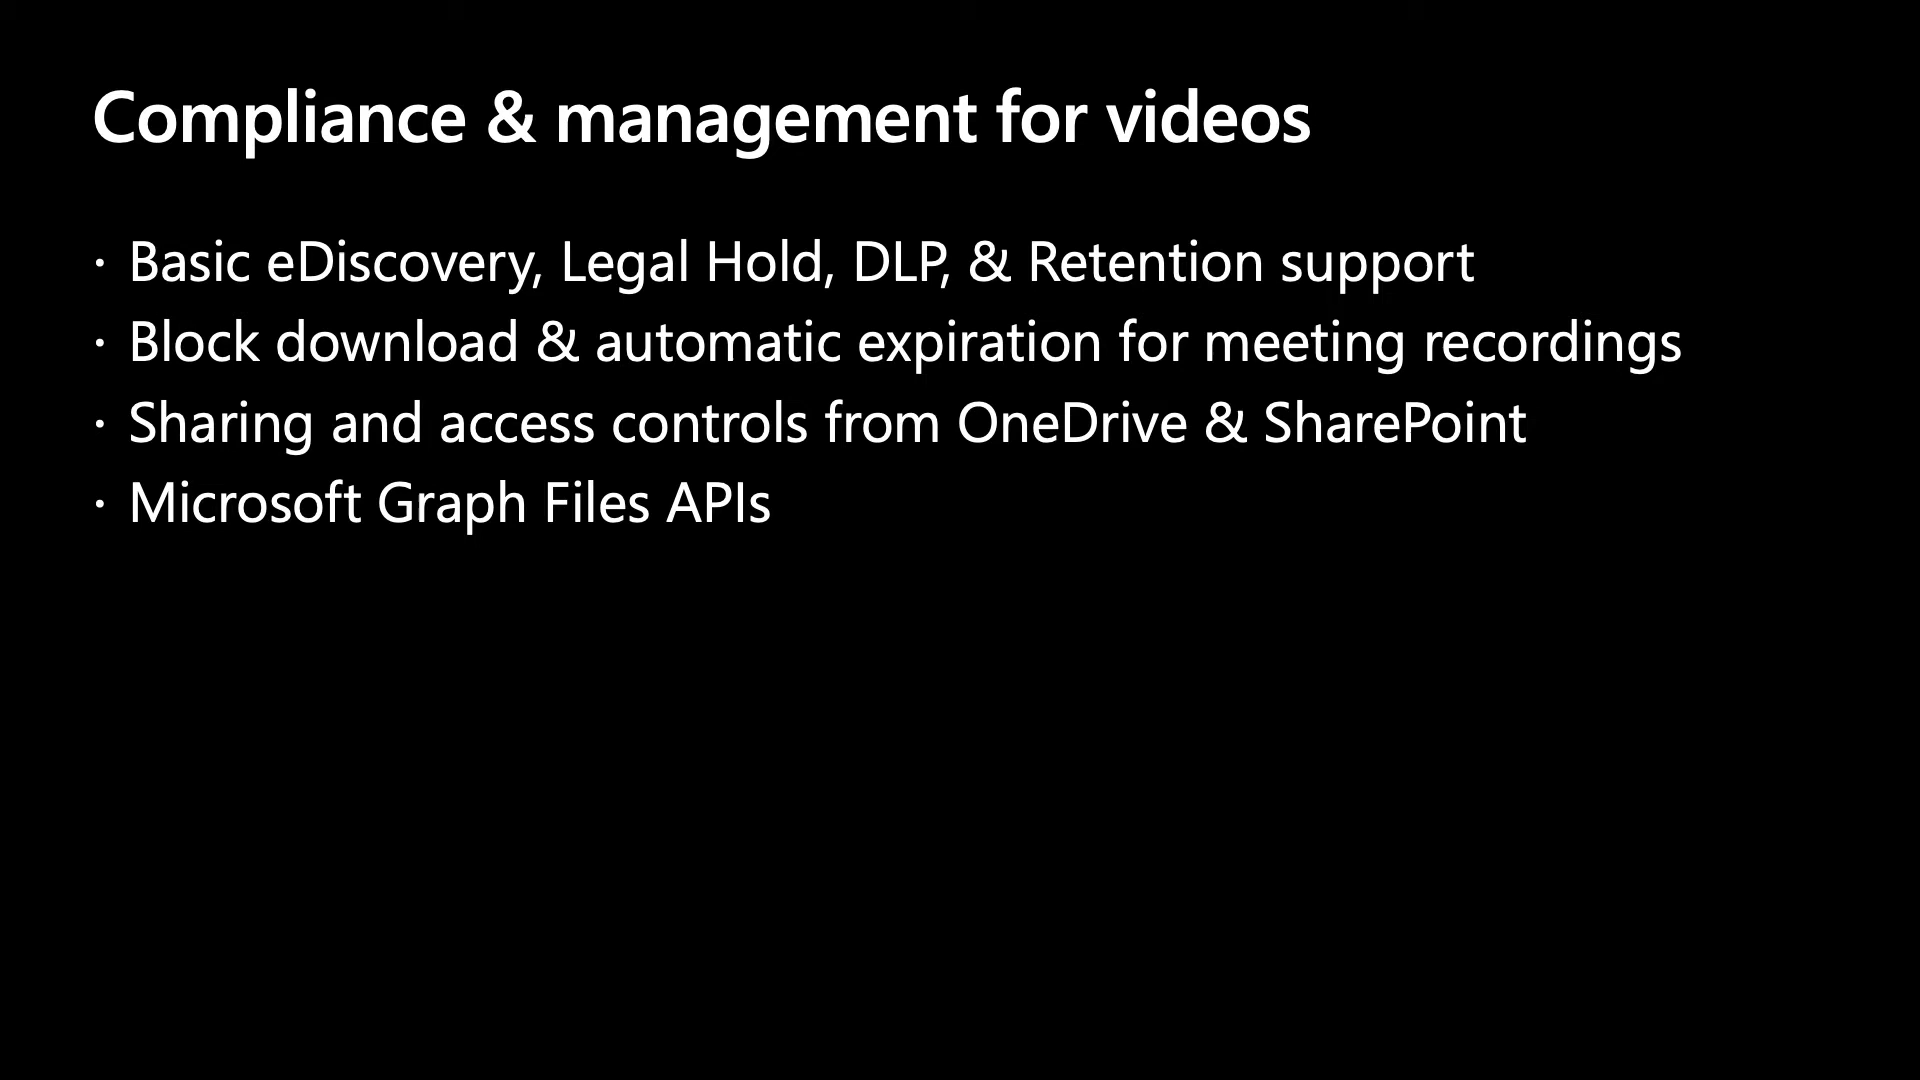 Compliance & management for videos
· Basic eDiscovery, Legal Hold, DLP, & Retention support
· Block download & automatic expiration for meeting recordings
· Sharing and access controls from OneDrive & SharePoint
· Microsoft Graph Files APIs